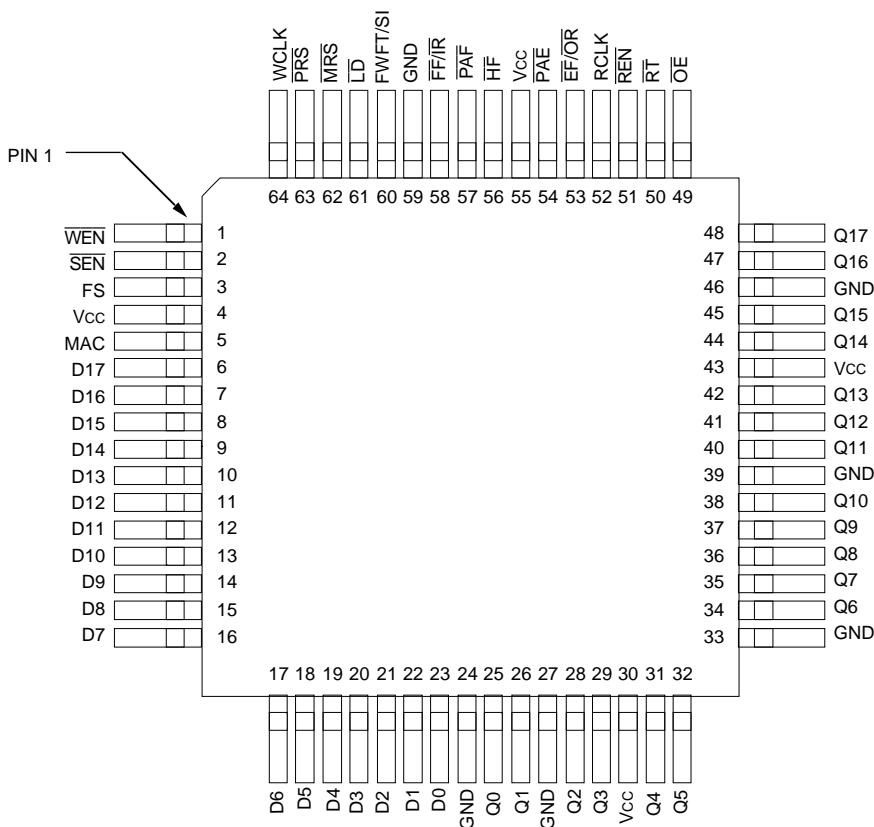 WCLK
PRS
MRS
LD
FWFT/SI
GND
FF/IR
PAF
HF
Vcc
PAE
EF/OR
RCLK
REN
RT
OE
PIN 1
64 63 62 61 60 59 58 57 56 55 54 53 52 51 50 49
WEN 1 48 Q17
SEN 2 47 Q16
FS 3 46 GND
Vcc 4 45 Q15
MAC 5 44 Q14
D17 6 43 Vcc
D16 7 42 Q13
D15 8 41 Q12
D14 9 40 Q11
D13 10 39 GND
D12 11 38 Q10
D11 12 37 Q9
D10 13 36 Q8
D9 14 35 Q7
D8 15 34 Q6
D7 16 33 GND
17 18 19 20 21 22 23 24 25 26 27 28 29 30 31 32
D6
D5
D4
D3
D2
D1
D0
GND
Q0
Q1
GND
Q2
Q3
Vcc
Q4
Q5